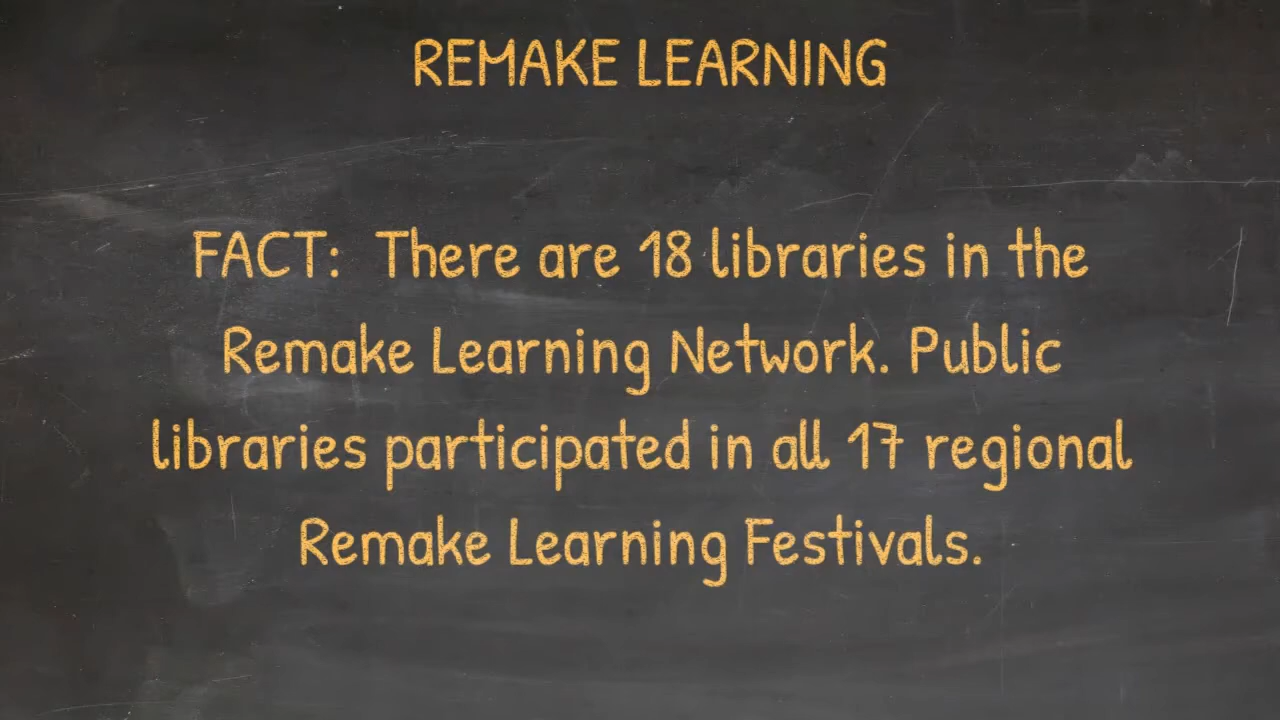 REMAKE LEARNING
FACT:  There are 18 libraries in the
Remake Learning Network. Public
libraries participated in all 17 regional
Remake Learning Festivals.